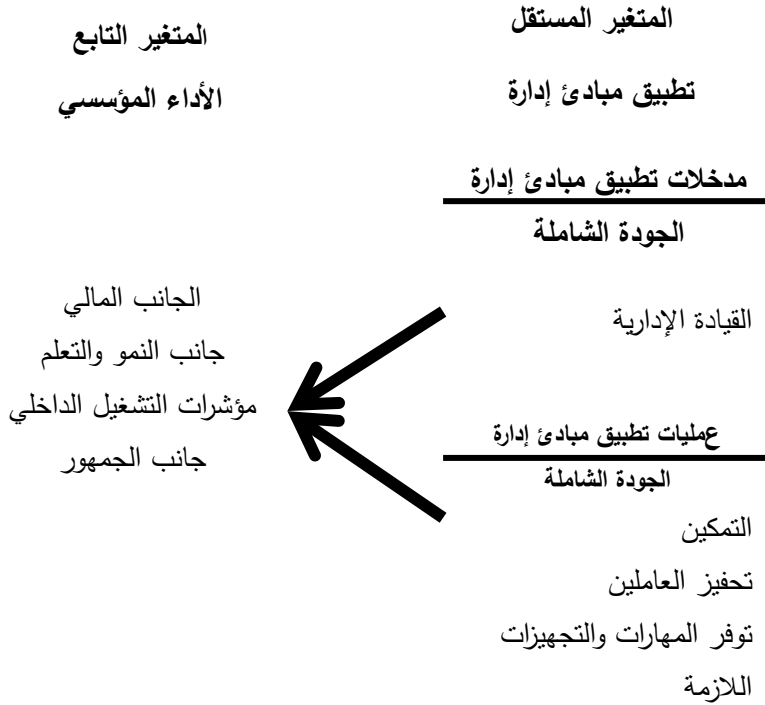 المتغير المستقل
تطبيق مبادئ إدارة
مدخلات تطبيق مبادئ إدارة
الجودة الشاملة
القيادة الإدارية
عمليات تطبيق مبادئ إدارة
الجودة الشاملة
التمكين
تحفيز العاملين
توفر المهارات والتجهيزات
اللازمة
المتغير التابع
الأداء المؤسسي
الجانب المالي
جانب النمو والتعلم
مؤشرات التشغيل الداخلي
جانب الجمهور